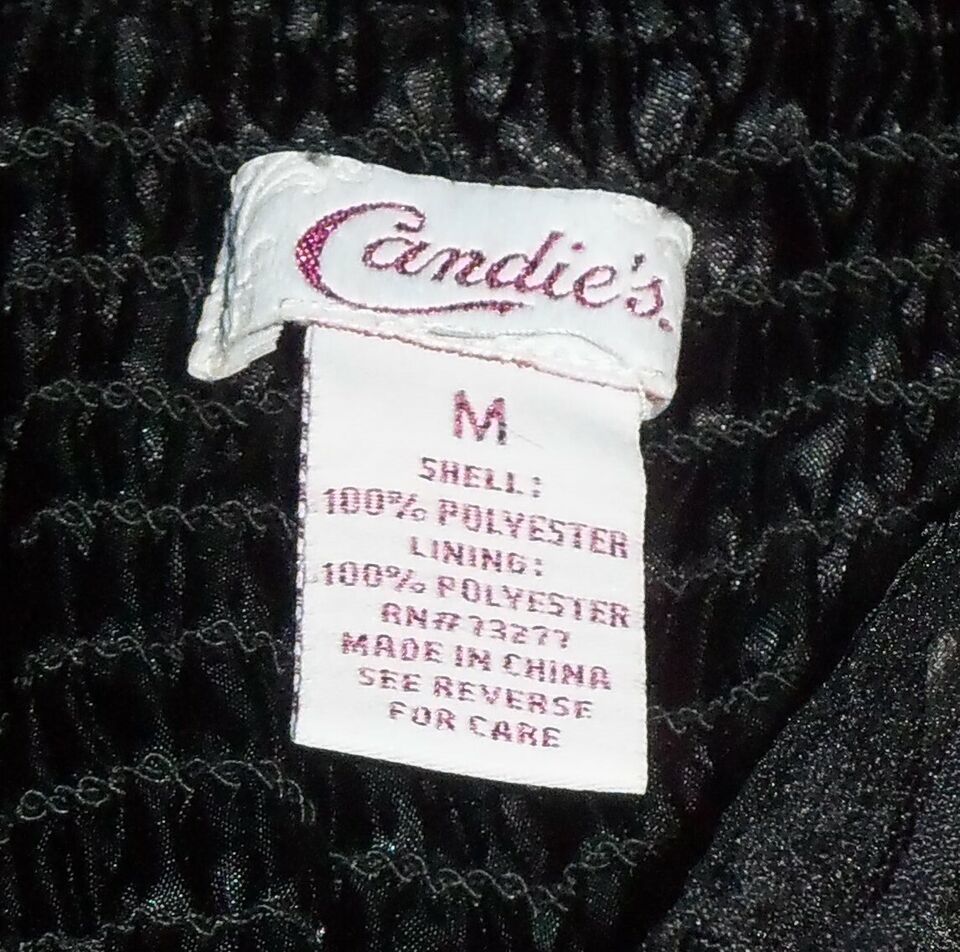 Candie's.
M
SHELL:
100% POLYESTER
LINING:
100% POLYESTER
RN# 73277
MADE IN CHINA
SEE REVERSE
FOR CARE